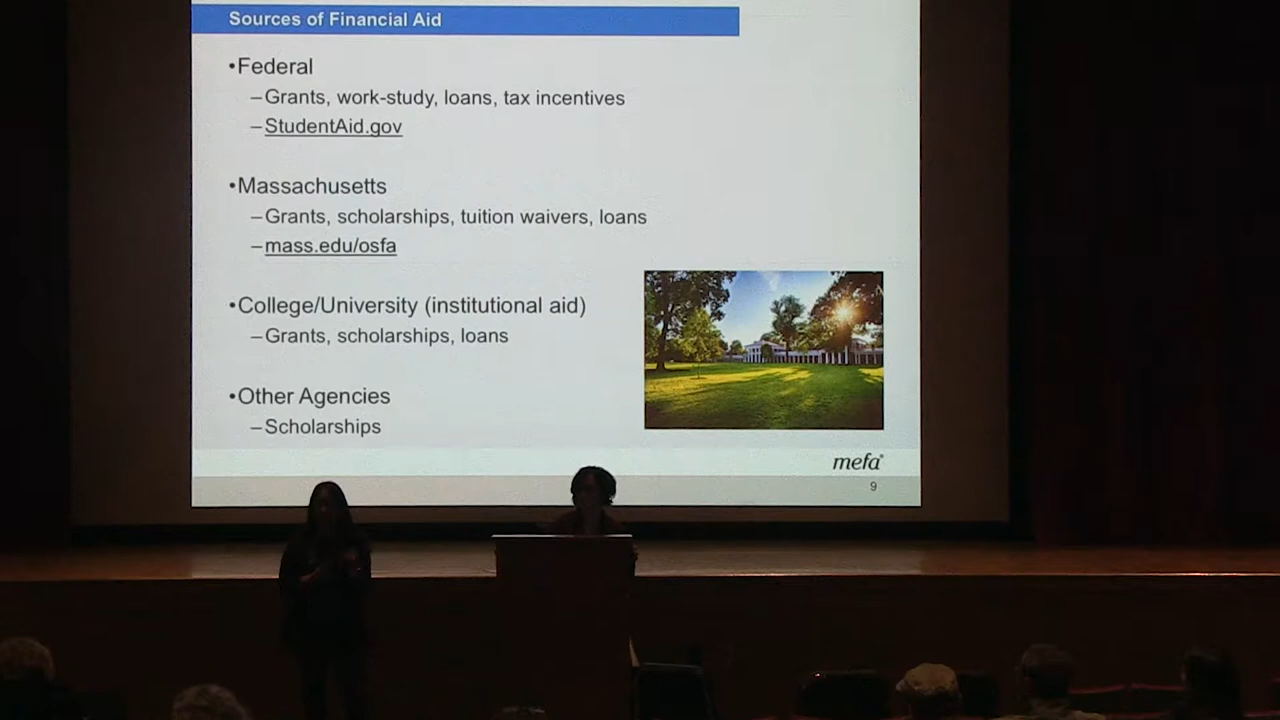 Sources of Financial Aid
•Federal
–Grants, work-study, loans, tax incentives
–StudentAid.gov
•Massachusetts
–Grants, scholarships, tuition waivers, loans
–mass.edu/osfa
•College/University (institutional aid)
–Grants, scholarships, loans
•Other Agencies
–Scholarships
mefa®
9